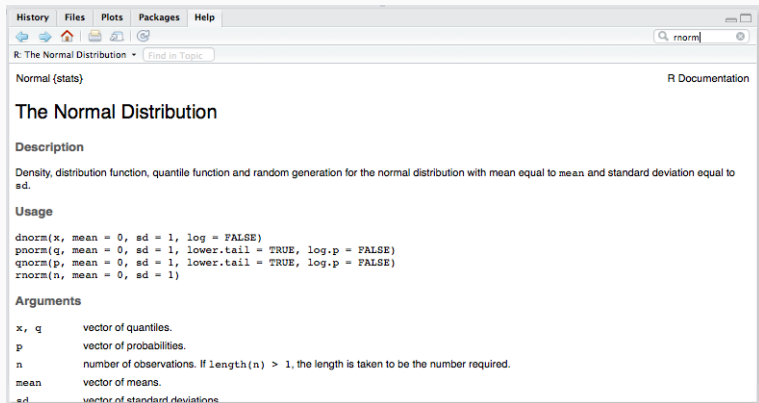 History Files Plots Packages Help
rnorm
R: The Normal Distribution Find in Topic
Normal {stats} R Documentation
The Normal Distribution
Description
Density, distribution function, quantile function and random generation for the normal distribution with mean equal to mean and standard deviation equal to
sd.
Usage
dnorm(x, mean = 0, sd = 1, log = FALSE)
pnorm(q, mean = 0, sd = 1, lower.tail = TRUE, log.p = FALSE)
qnorm(p, mean = 0, sd = 1, lower.tail = TRUE, log.p = FALSE)
rnorm(n, mean = 0, sd = 1)
Arguments
x, q vector of quantiles.
p vector of probabilities.
n number of observations. If length(n) > 1, the length is taken to be the number required.
mean vector of means.
sd vector of standard deviations